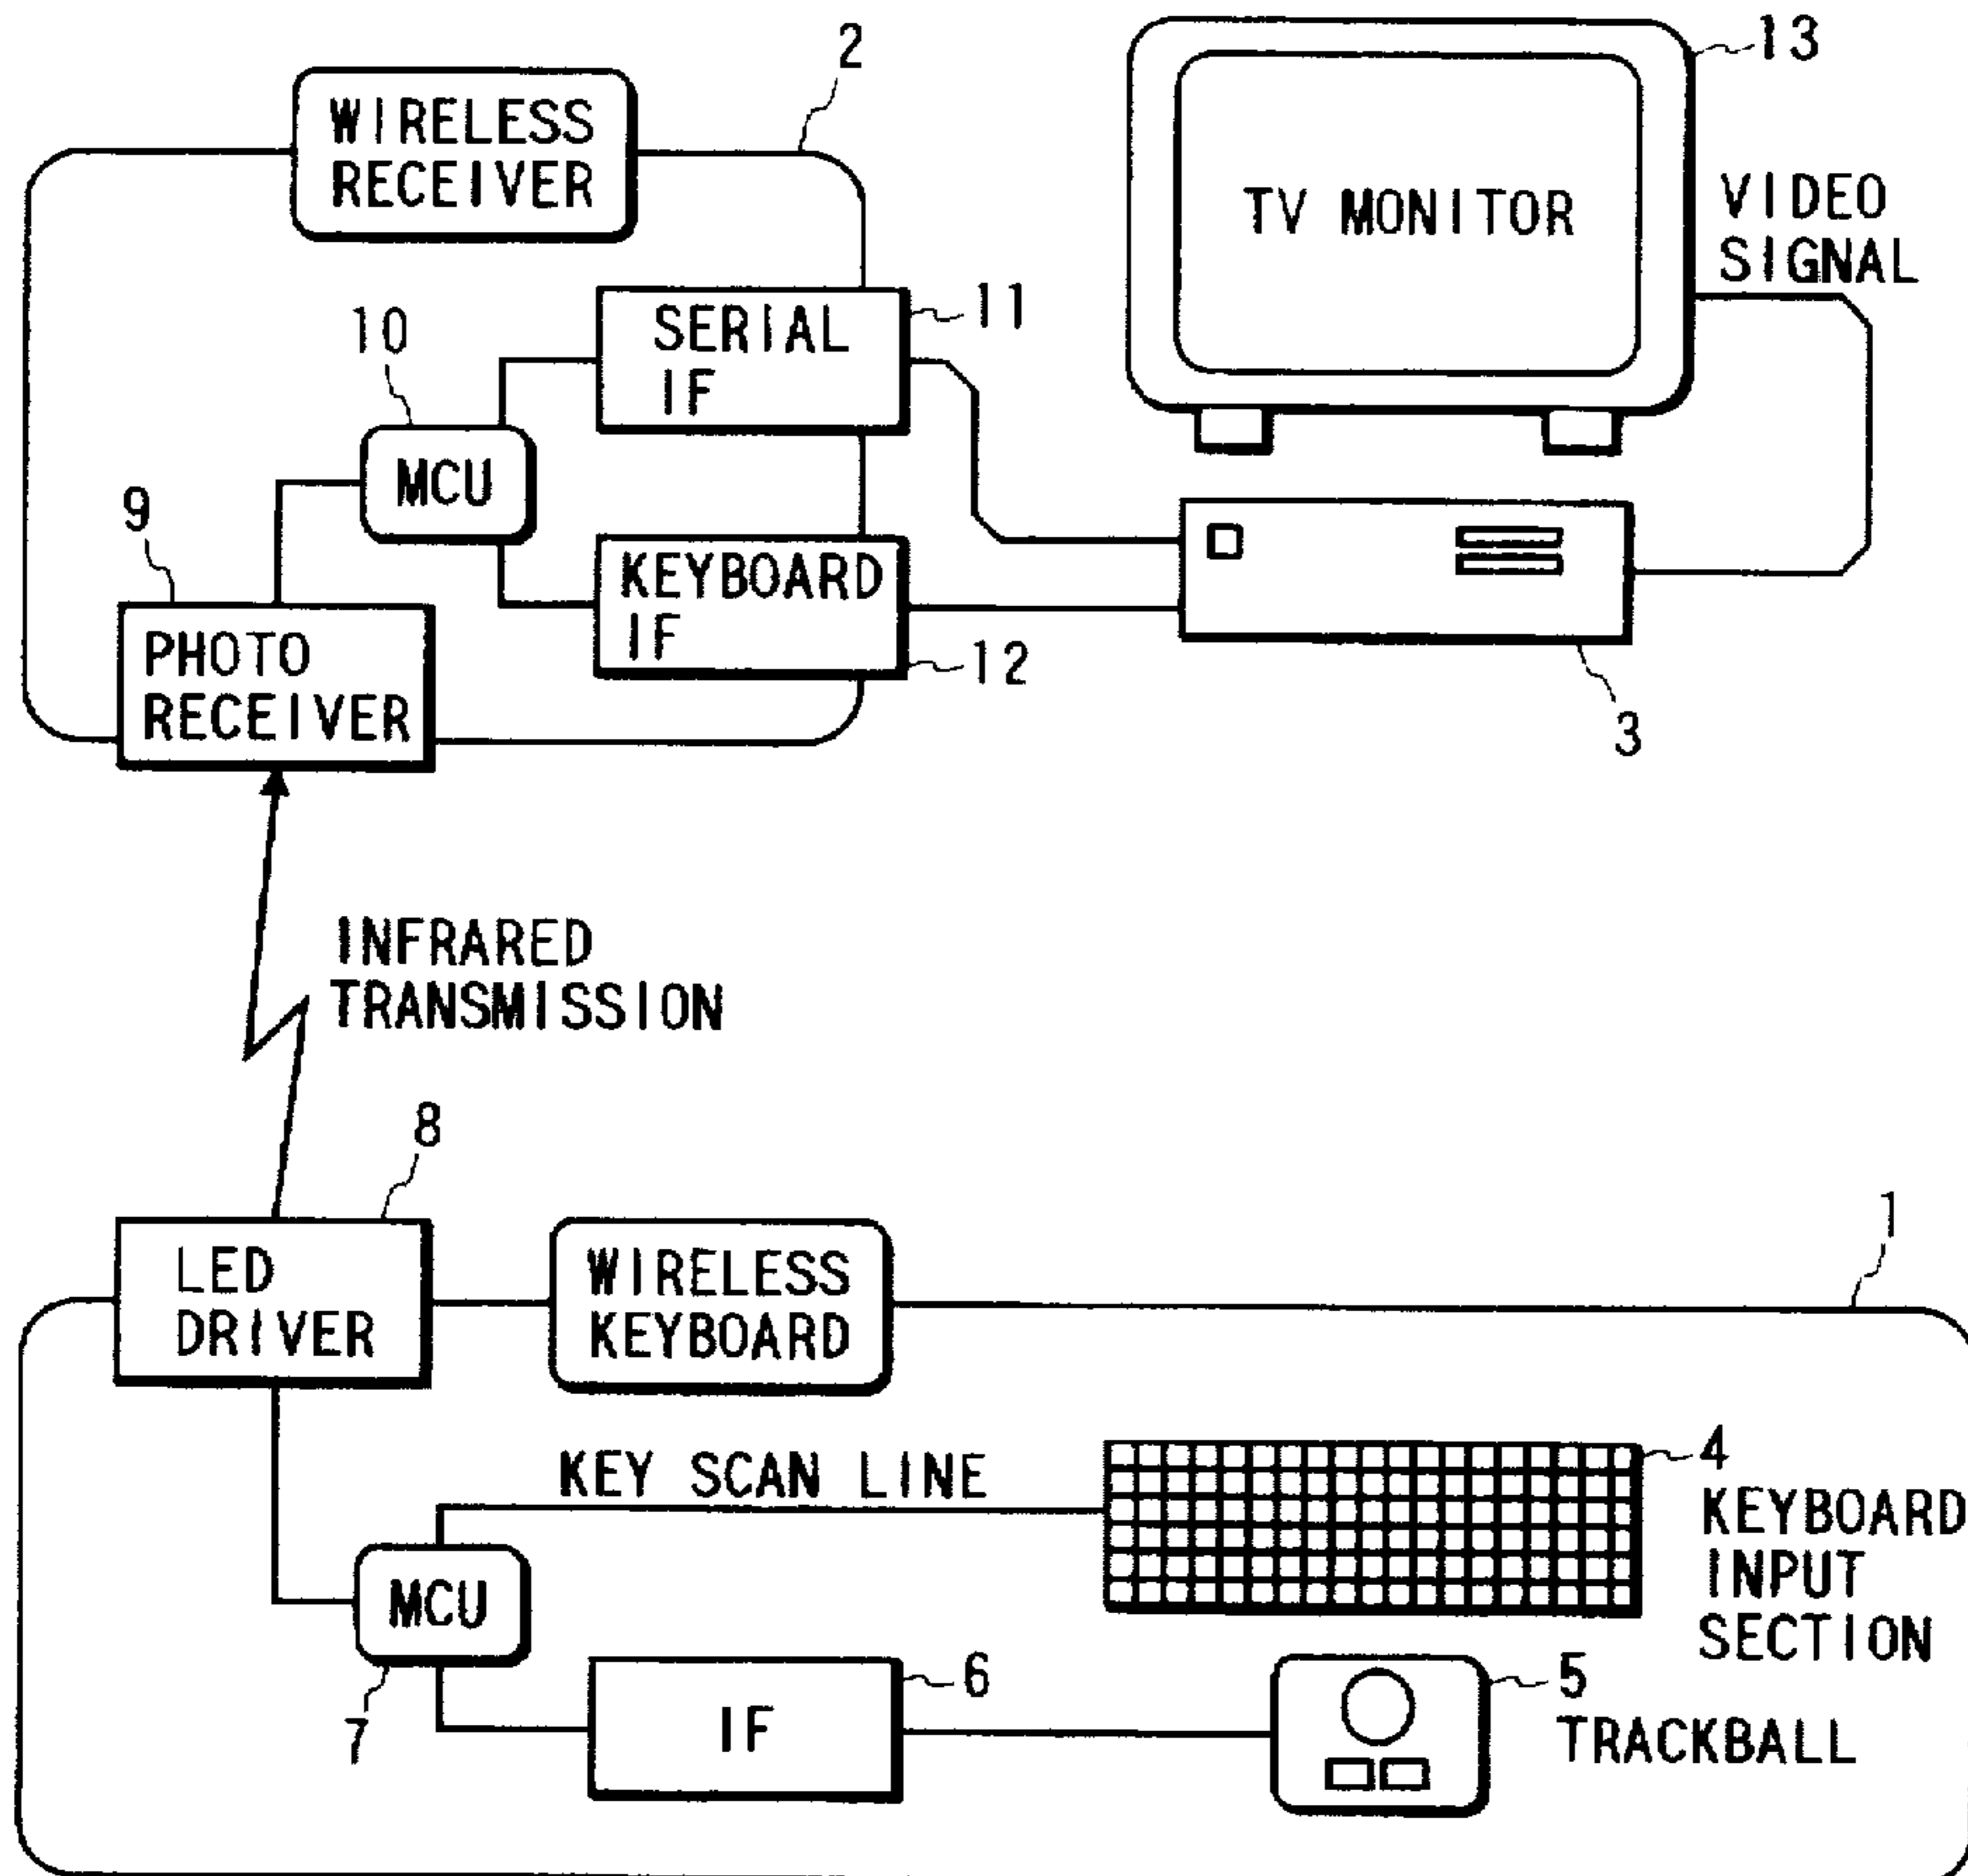 2
13
WIRELESS
RECEIVER
TV MONITOR
VIDEO
SIGNAL
10
SERIAL
IF
11
MCU
9
KEYBOARD
IF
12
PHOTO
RECEIVER
3
INFRARED
TRANSMISSION
8
1
LED
DRIVER
WIRELESS
KEYBOARD
KEY SCAN LINE
4
KEYBOARD
INPUT
SECTION
MCU
7
IF
6
5
TRACKBALL